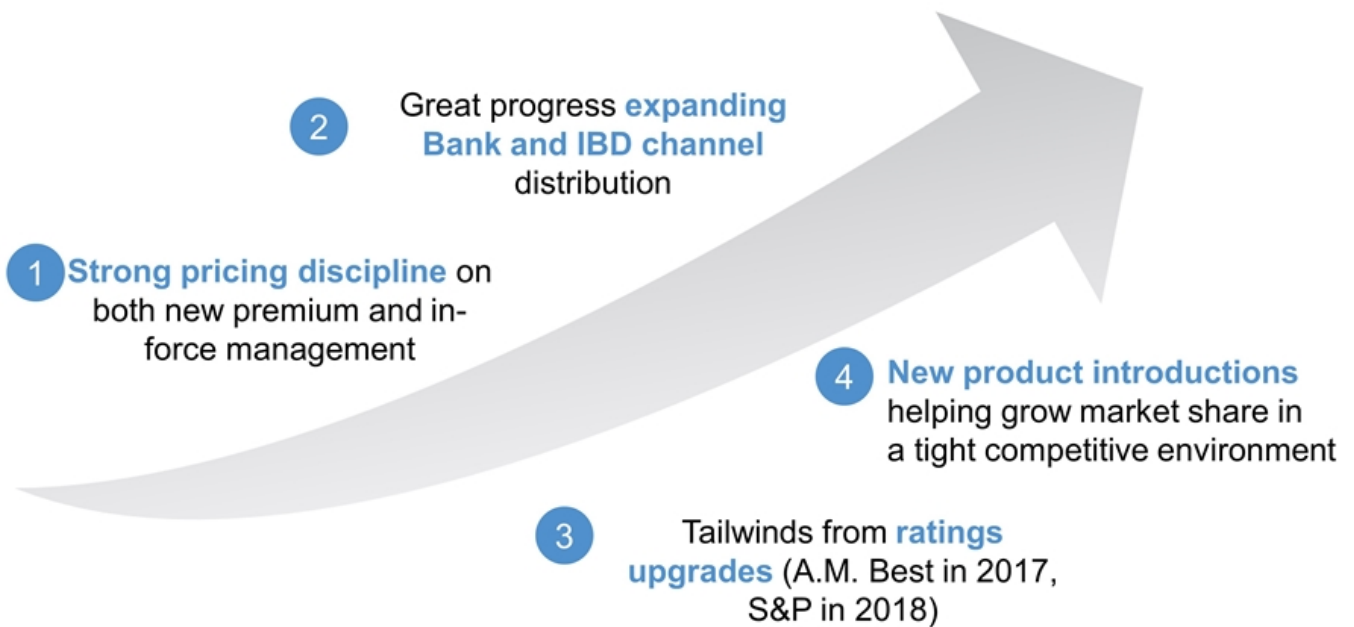 1
Strong pricing discipline on
both new premium and in-
force management
2
Great progress expanding
Bank and IBD channel
distribution
3
Tailwinds from ratings
upgrades (A.M. Best in 2017,
S&P in 2018)
4
New product introductions
helping grow market share in
a tight competitive environment